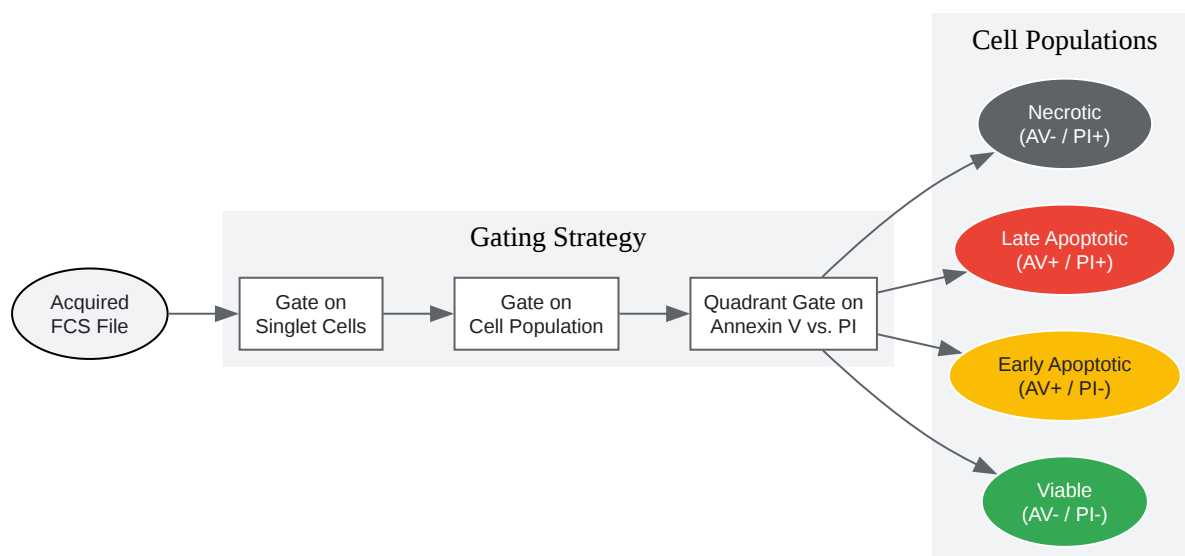 Acquired
FCS File
Gating Strategy
Gate on
Singlet Cells
Gate on
Cell Population
Quadrant Gate on
Annexin V vs. PI
Cell Populations
Necrotic
(AV- / PI+)
Late Apoptotic
(AV+ / PI+)
Early Apoptotic
(AV+ / PI-)
Viable
(AV- / PI-)